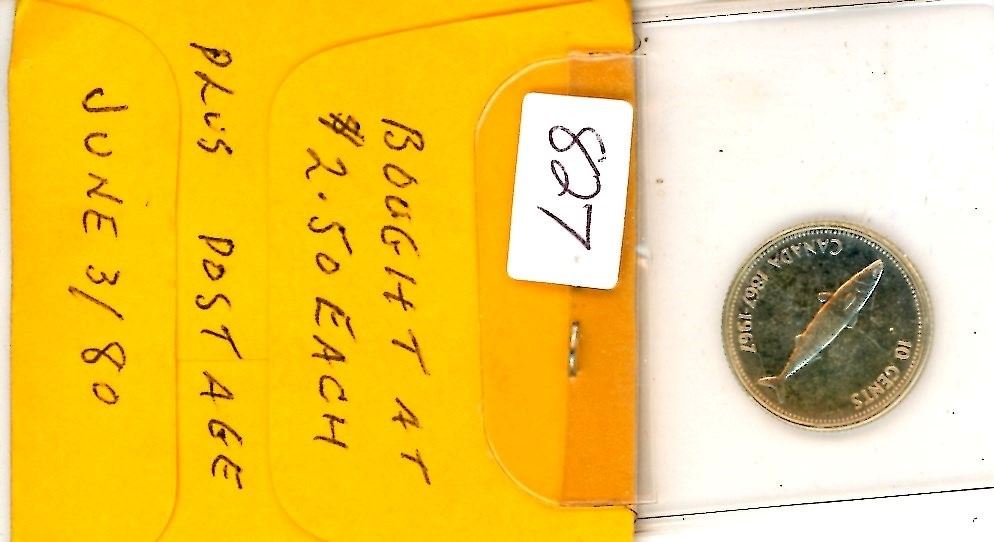 827
BOUGHT AT
$2.50 EACH
PLUS POSTAGE
JUNE 3/80
CANADA 1867-1967
10 CENTS